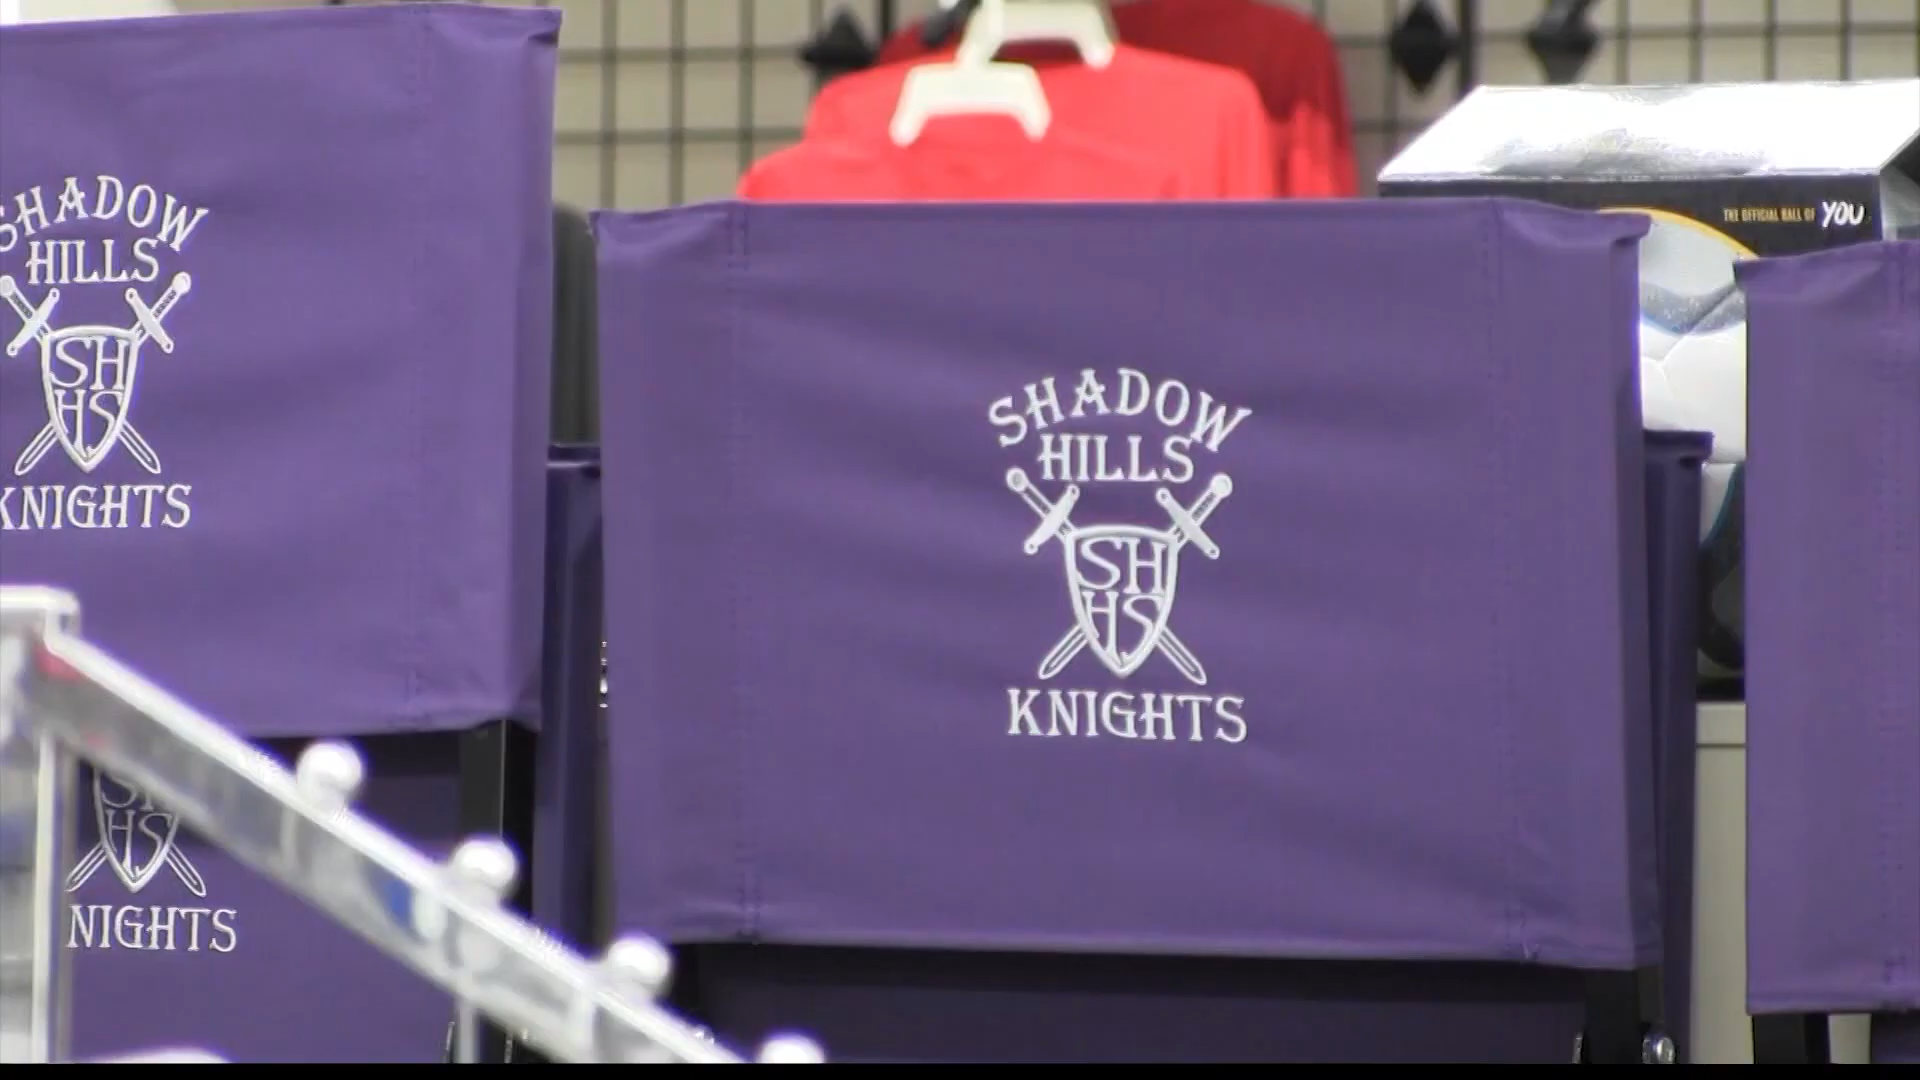 SHADOW
HILLS
SH
HS
KNIGHTS
SHADOW
HILLS
SH
HS
KNIGHTS
THE OFFICIAL BALL OF YOU
SH
HS
NIGHTS